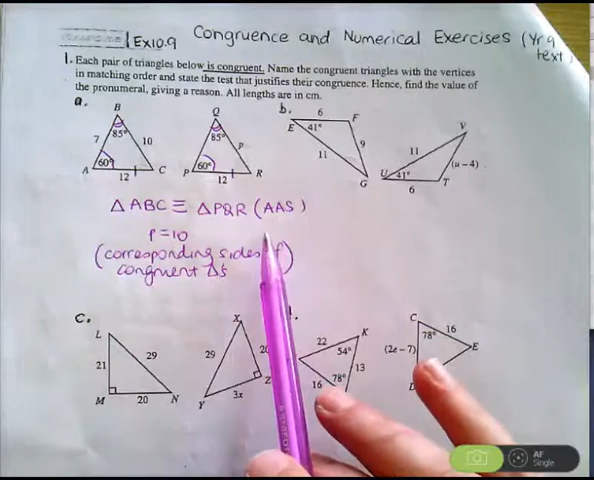 Ex10.9 Congruence and Numerical Exercises (Yr 9 text)
1. Each pair of triangles below is congruent. Name the congruent triangles with the vertices
in matching order and state the test that justifies their congruence. Hence, find the value of
the pronumeral, giving a reason. All lengths are in cm.
a.
B
85°
7
10
A
60°
12
C
Q
85°
P
60°
p
12
R
b.
6
E
41°
F
11
9
G
V
11
(u − 4)
U
41°
6
T
△ABC ≡ △PQR (AAS)
p = 10
(corresponding sides
congruent △s)
c.
L
21
29
M
20
N
X
29
Z
Y
3x
K
22
54°
13
16
78°
C
78°
16
(2e − 7)
E
AF
Single